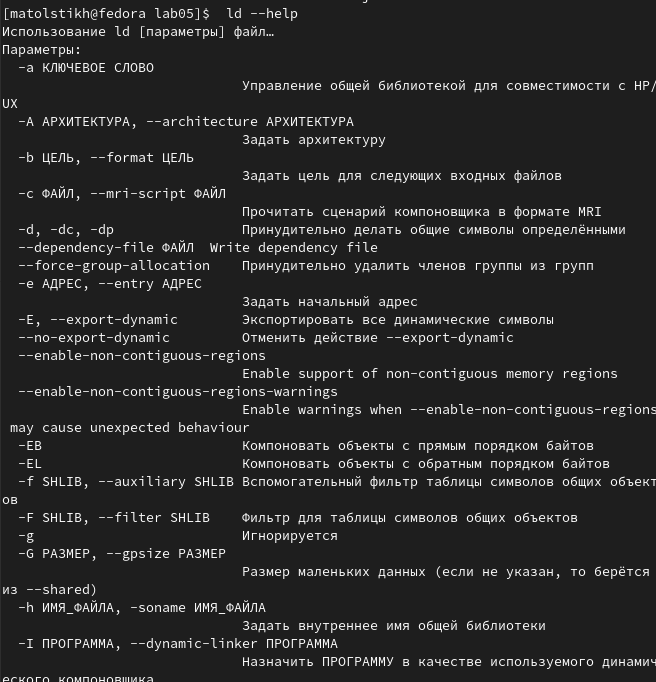 [matolstikh@fedora lab05]$  ld --help
Использование ld [параметры] файл…
Параметры:
  -a КЛЮЧЕВОЕ СЛОВО
                              Управление общей библиотекой для совместимости с HP/
UX
  -A АРХИТЕКТУРА, --architecture АРХИТЕКТУРА
                              Задать архитектуру
  -b ЦЕЛЬ, --format ЦЕЛЬ
                              Задать цель для следующих входных файлов
  -c ФАЙЛ, --mri-script ФАЙЛ
                              Прочитать сценарий компоновщика в формате MRI
  -d, -dc, -dp                Принудительно делать общие символы определёнными
  --dependency-file ФАЙЛ  Write dependency file
  --force-group-allocation    Принудительно удалить членов группы из групп
  -e АДРЕС, --entry АДРЕС
                              Задать начальный адрес
  -E, --export-dynamic        Экспортировать все динамические символы
  --no-export-dynamic         Отменить действие --export-dynamic
  --enable-non-contiguous-regions
                              Enable support of non-contiguous memory regions
  --enable-non-contiguous-regions-warnings
                              Enable warnings when --enable-non-contiguous-regions
 may cause unexpected behaviour
  -EB                         Компоновать объекты с прямым порядком байтов
  -EL                         Компоновать объекты с обратным порядком байтов
  -f SHLIB, --auxiliary SHLIB Вспомогательный фильтр таблицы символов общих объект
ов
  -F SHLIB, --filter SHLIB    Фильтр для таблицы символов общих объектов
  -g                          Игнорируется
  -G РАЗМЕР, --gpsize РАЗМЕР
                              Размер маленьких данных (если не указан, то берётся
из --shared)
  -h ИМЯ_ФАЙЛА, -soname ИМЯ_ФАЙЛА
                              Задать внутреннее имя общей библиотеки
  -I ПРОГРАММА, --dynamic-linker ПРОГРАММА
                              Назначить ПРОГРАММУ в качестве используемого динамич
еского компоновщика